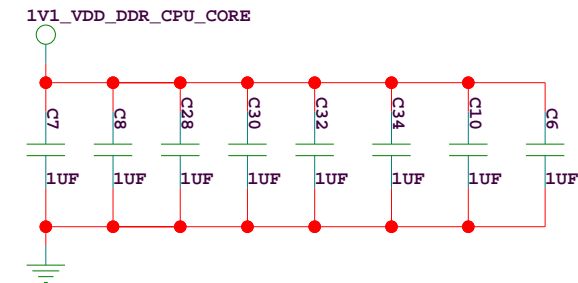 1V1_VDD_DDR_CPU_CORE
C7 C8 C28 C30 C32 C34 C10 C6
1UF 1UF 1UF 1UF 1UF 1UF 1UF 1UF